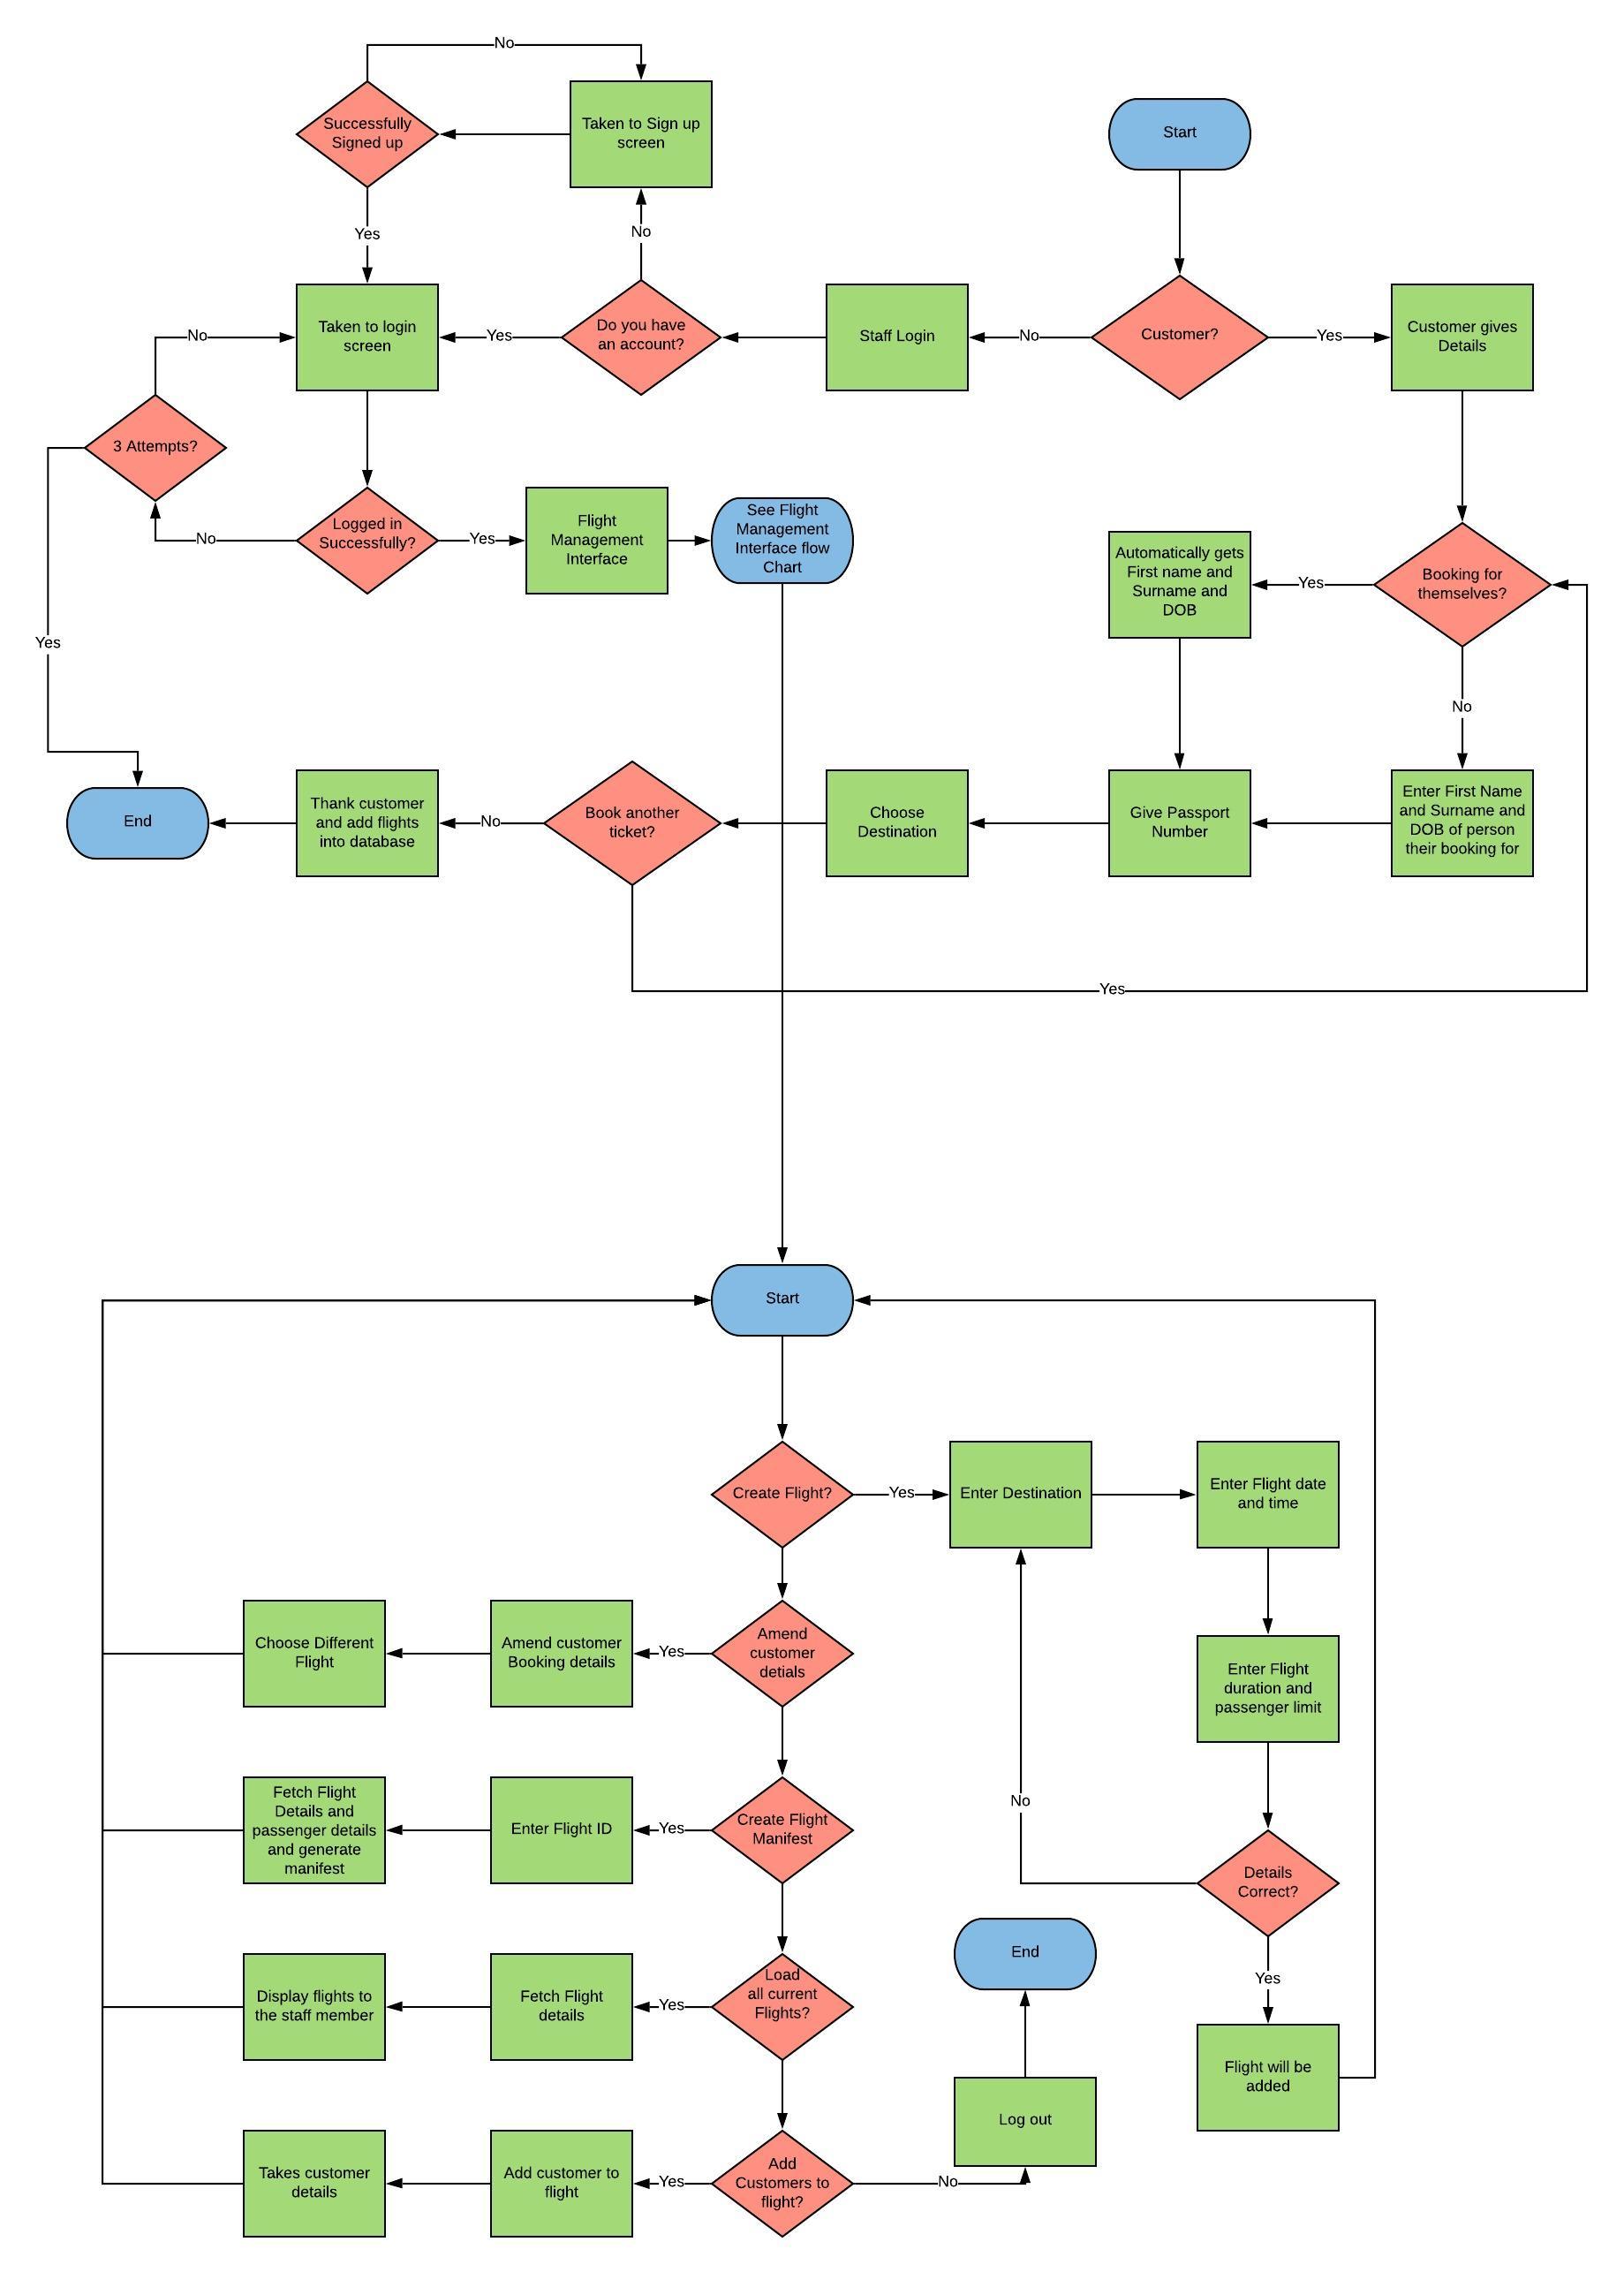 No
Successfully
Signed up
Taken to Sign up
screen
Start
Yes
No
Taken to login
screen
Yes
Do you have
an account?
Staff Login
No
Customer?
Yes
Customer gives
Details
No
3 Attempts?
No
Logged in
Successfully?
Yes
Flight
Management
Interface
See Flight
Management
Interface flow
Chart
Automatically gets
First name and
Surname and
DOB
Yes
Booking for
themselves?
Yes
No
End
Thank customer
and add flights
into database
No
Book another
ticket?
Choose
Destination
Give Passport
Number
Enter First Name
and Surname and
DOB of person
their booking for
Yes
Start
Create Flight?
Yes
Enter Destination
Enter Flight date
and time
Choose Different
Flight
Amend customer
Booking details
Yes
Amend
customer
detials
Enter Flight
duration and
passenger limit
Fetch Flight
Details and
passenger details
and generate
manifest
Enter Flight ID
Yes
Create Flight
Manifest
No
Details
Correct?
End
Yes
Display flights to
the staff member
Fetch Flight
details
Yes
Load
all current
Flights?
Flight will be
added
Log out
Takes customer
details
Add customer to
flight
Yes
Add
Customers to
flight?
No